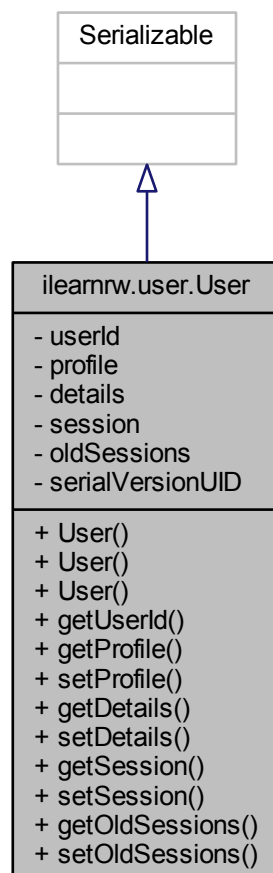 Serializable
ilearnrw.user.User
- userId
- profile
- details
- session
- oldSessions
- serialVersionUID
+ User()
+ User()
+ User()
+ getUserId()
+ getProfile()
+ setProfile()
+ getDetails()
+ setDetails()
+ getSession()
+ setSession()
+ getOldSessions()
+ setOldSessions()